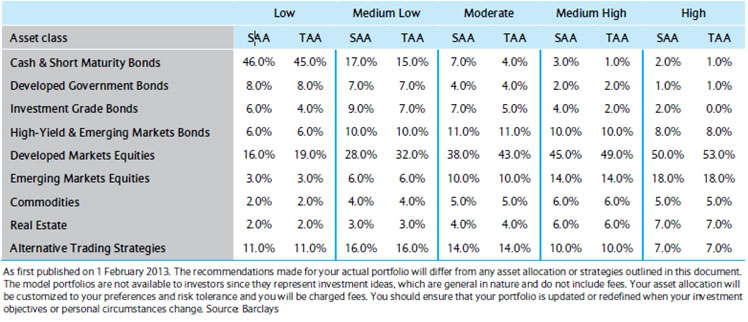 Low Medium Low Moderate Medium High High
Asset class SAA TAA SAA TAA SAA TAA SAA TAA SAA TAA
Cash & Short Maturity Bonds 46.0% 45.0% 17.0% 15.0% 7.0% 4.0% 3.0% 1.0% 2.0% 1.0%
Developed Government Bonds 8.0% 8.0% 7.0% 7.0% 4.0% 4.0% 2.0% 2.0% 1.0% 1.0%
Investment Grade Bonds 6.0% 4.0% 9.0% 7.0% 7.0% 5.0% 4.0% 2.0% 2.0% 0.0%
High-Yield & Emerging Markets Bonds 6.0% 6.0% 10.0% 10.0% 11.0% 11.0% 10.0% 10.0% 8.0% 8.0%
Developed Markets Equities 16.0% 19.0% 28.0% 32.0% 38.0% 43.0% 45.0% 49.0% 50.0% 53.0%
Emerging Markets Equities 3.0% 3.0% 6.0% 6.0% 10.0% 10.0% 14.0% 14.0% 18.0% 18.0%
Commodities 2.0% 2.0% 4.0% 4.0% 5.0% 5.0% 6.0% 6.0% 5.0% 5.0%
Real Estate 2.0% 2.0% 3.0% 3.0% 4.0% 4.0% 6.0% 6.0% 7.0% 7.0%
Alternative Trading Strategies 11.0% 11.0% 16.0% 16.0% 14.0% 14.0% 10.0% 10.0% 7.0% 7.0%
As first published on 1 February 2013. The recommendations made for your actual portfolio will differ from any asset allocation or strategies outlined in this document.
The model portfolios are not available to investors since they represent investment ideas, which are general in nature and do not include fees. Your asset allocation will
be customized to your preferences and risk tolerance and you will be charged fees. You should ensure that your portfolio is updated or redefined when your investment
objectives or personal circumstances change. Source: Barclays